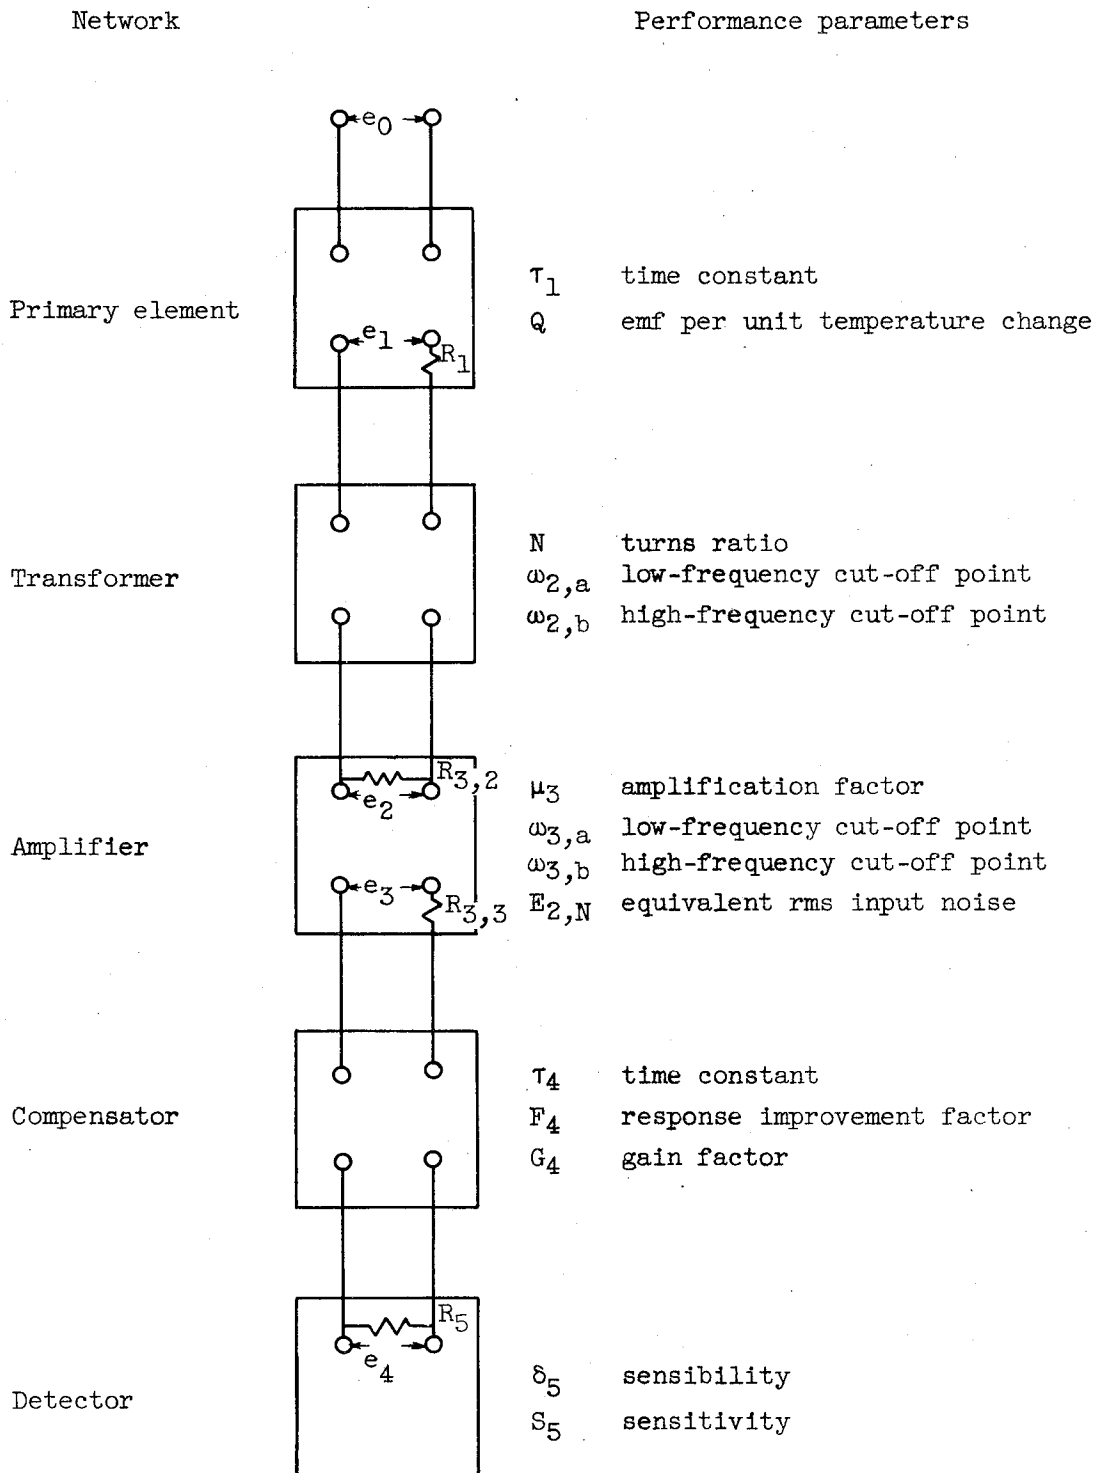 Network Performance parameters
e0
Primary element
e1
R1
τ1 time constant
Q emf per unit temperature change
Transformer
N turns ratio
ω2,a low-frequency cut-off point
ω2,b high-frequency cut-off point
Amplifier
R3,2
e2
e3
R3,3
μ3 amplification factor
ω3,a low-frequency cut-off point
ω3,b high-frequency cut-off point
E2,N equivalent rms input noise
Compensator
τ4 time constant
F4 response improvement factor
G4 gain factor
Detector
R5
e4
δ5 sensibility
S5 sensitivity